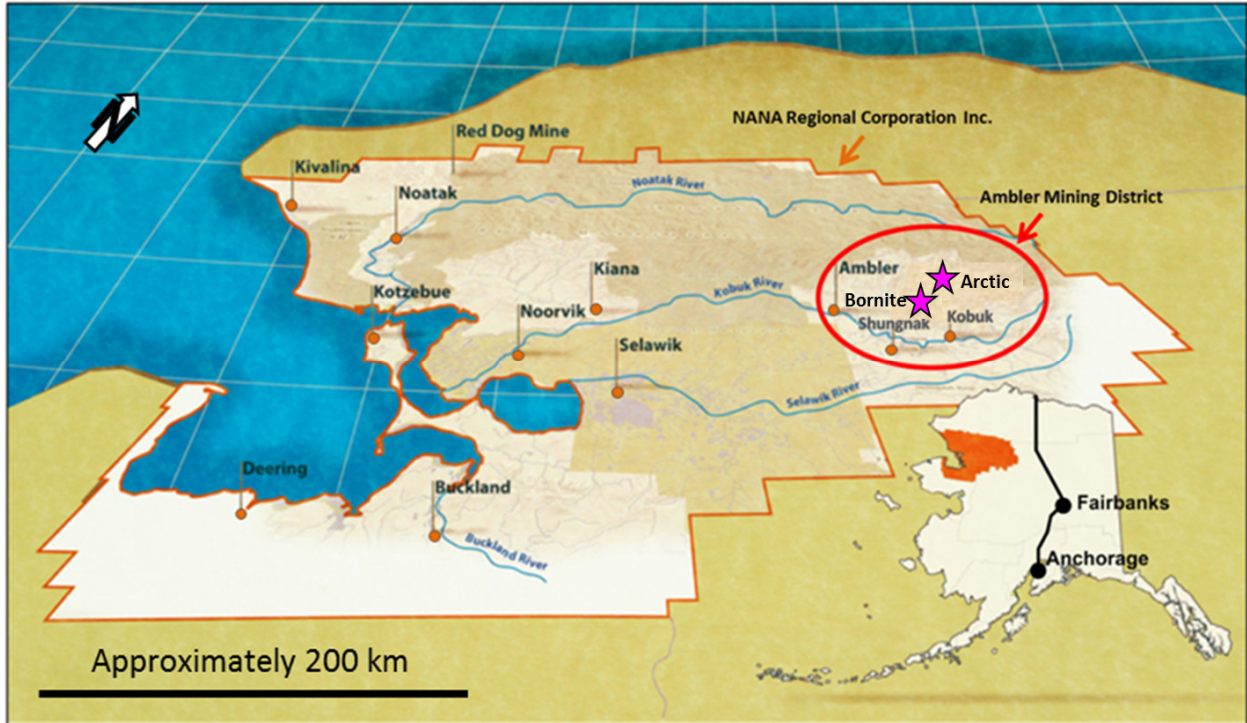 N
Red Dog Mine
NANA Regional Corporation Inc.
Kivalina
Noatak
Noatak River
Ambler Mining District
Kotzebue
Kiana
Kobuk River
Ambler
Arctic
Bornite
Noorvik
Shungnak
Kobuk
Selawik
Selawik River
Deering
Buckland
Buckland River
Fairbanks
Anchorage
Approximately 200 km